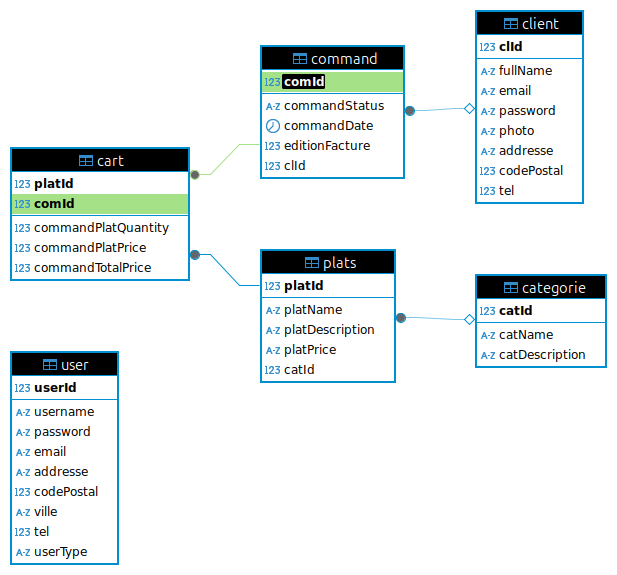 client
123 clId
A-Z fullName
A-Z email
A-Z password
A-Z photo
A-Z addresse
123 codePostal
123 tel
command
123 comId
A-Z commandStatus
commandDate
123 editionFacture
123 clId
cart
123 platId
123 comId
123 commandPlatQuantity
123 commandPlatPrice
123 commandTotalPrice
plats
123 platId
A-Z platName
A-Z platDescription
A-Z platPrice
123 catId
categorie
123 catId
A-Z catName
A-Z catDescription
user
123 userId
A-Z username
A-Z password
A-Z email
A-Z addresse
123 codePostal
A-Z ville
123 tel
A-Z userType